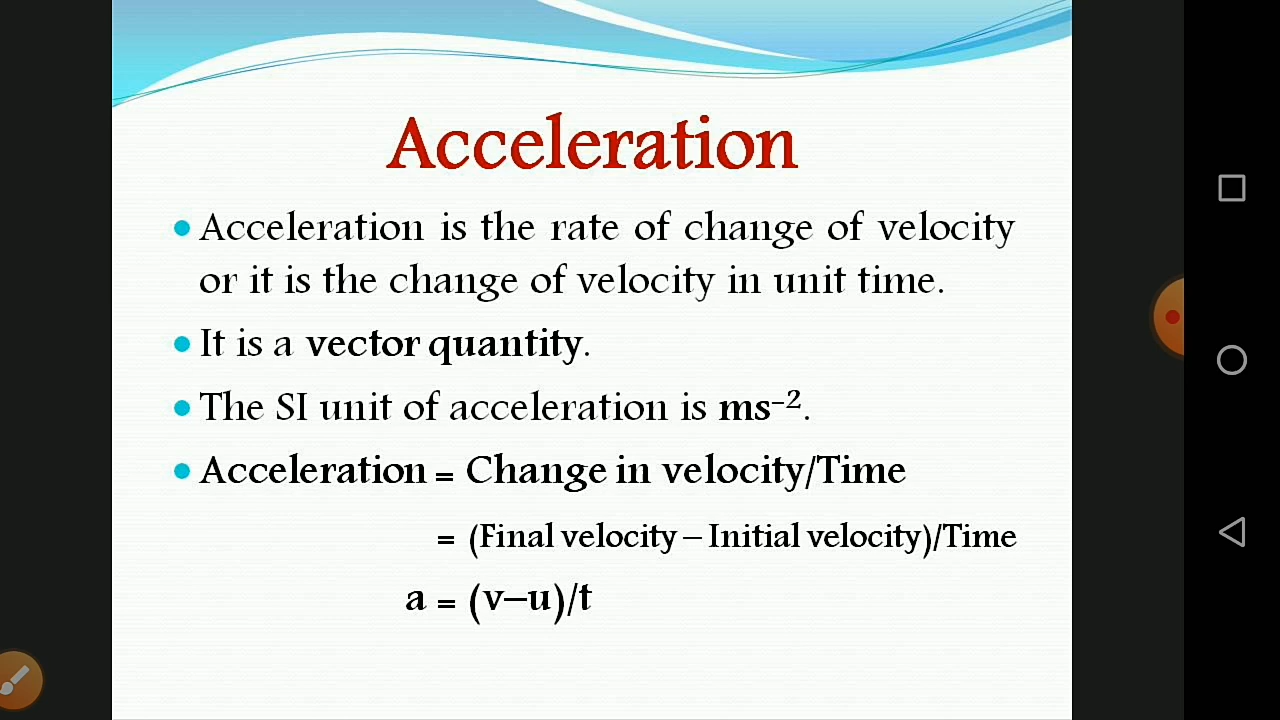 Acceleration
• Acceleration is the rate of change of velocity
or it is the change of velocity in unit time.
• It is a vector quantity.
• The SI unit of acceleration is ms⁻².
• Acceleration = Change in velocity/Time
= (Final velocity – Initial velocity)/Time
a = (v–u)/t